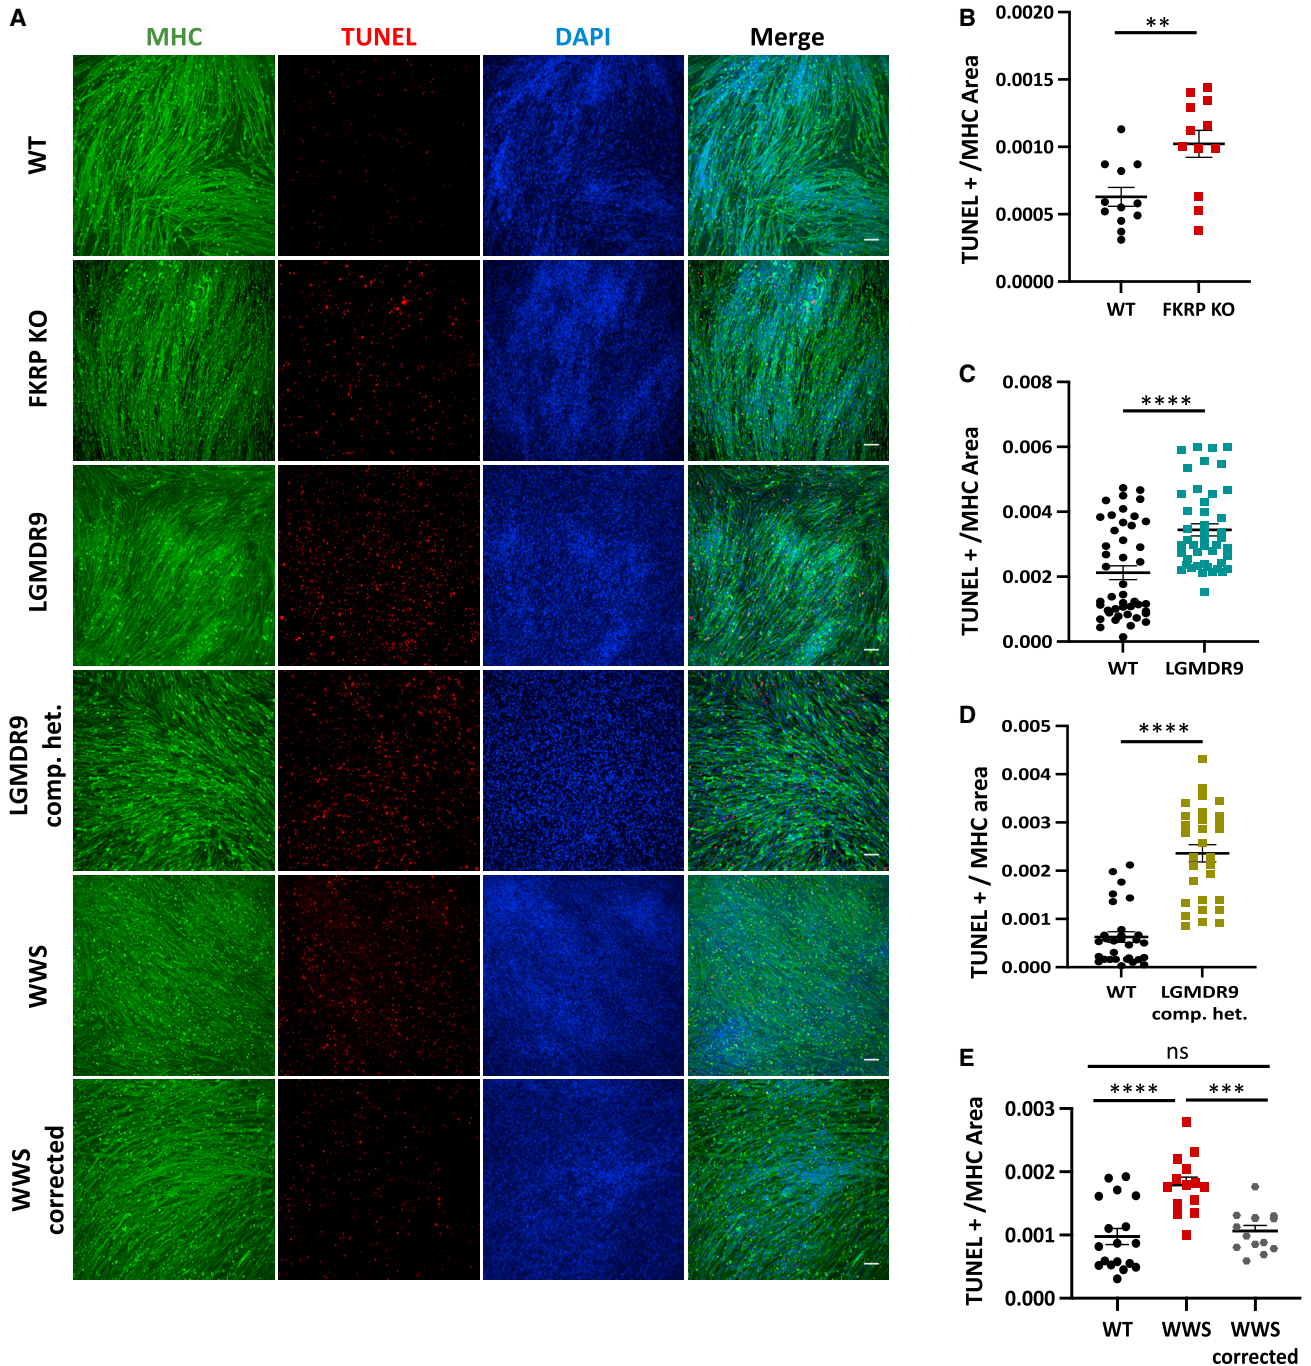 A
MHC
TUNEL
DAPI
Merge
WT
FKRP KO
LGMDR9
LGMDR9
comp. het.
WWS
WWS
corrected
B
TUNEL + /MHC Area
0.0020
0.0015
0.0010
0.0005
0.0000
**
WT
FKRP KO
C
TUNEL + /MHC Area
0.008
0.006
0.004
0.002
0.000
****
WT
LGMDR9
D
TUNEL + / MHC area
0.005
0.004
0.003
0.002
0.001
0.000
****
WT
LGMDR9
comp. het.
E
TUNEL + /MHC Area
ns
****
***
0.003
0.002
0.001
0.000
WT
WWS
WWS
corrected